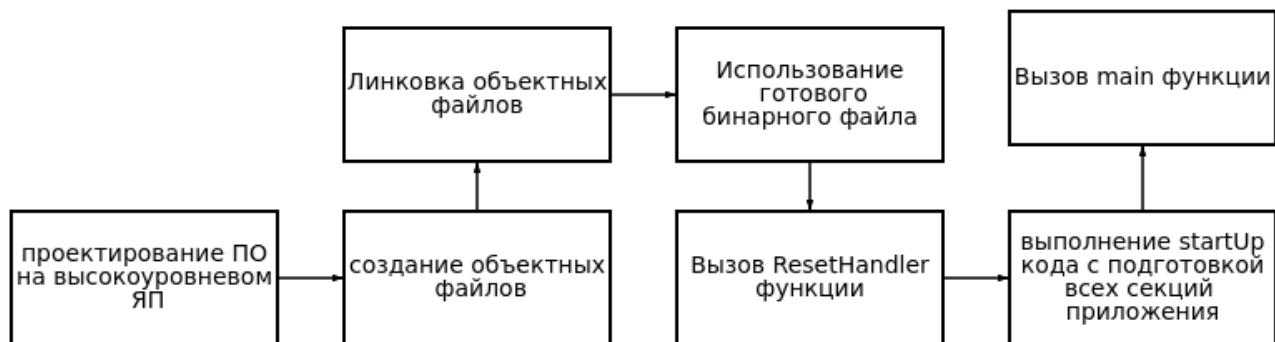 проектирование ПО
на высокоуровневом
ЯП
создание объектных
файлов
Линковка объектных
файлов
Использование
готового
бинарного файла
Вызов ResetHandler
функции
выполнение startUp
кода с подготовкой
всех секций
приложения
Вызов main функции